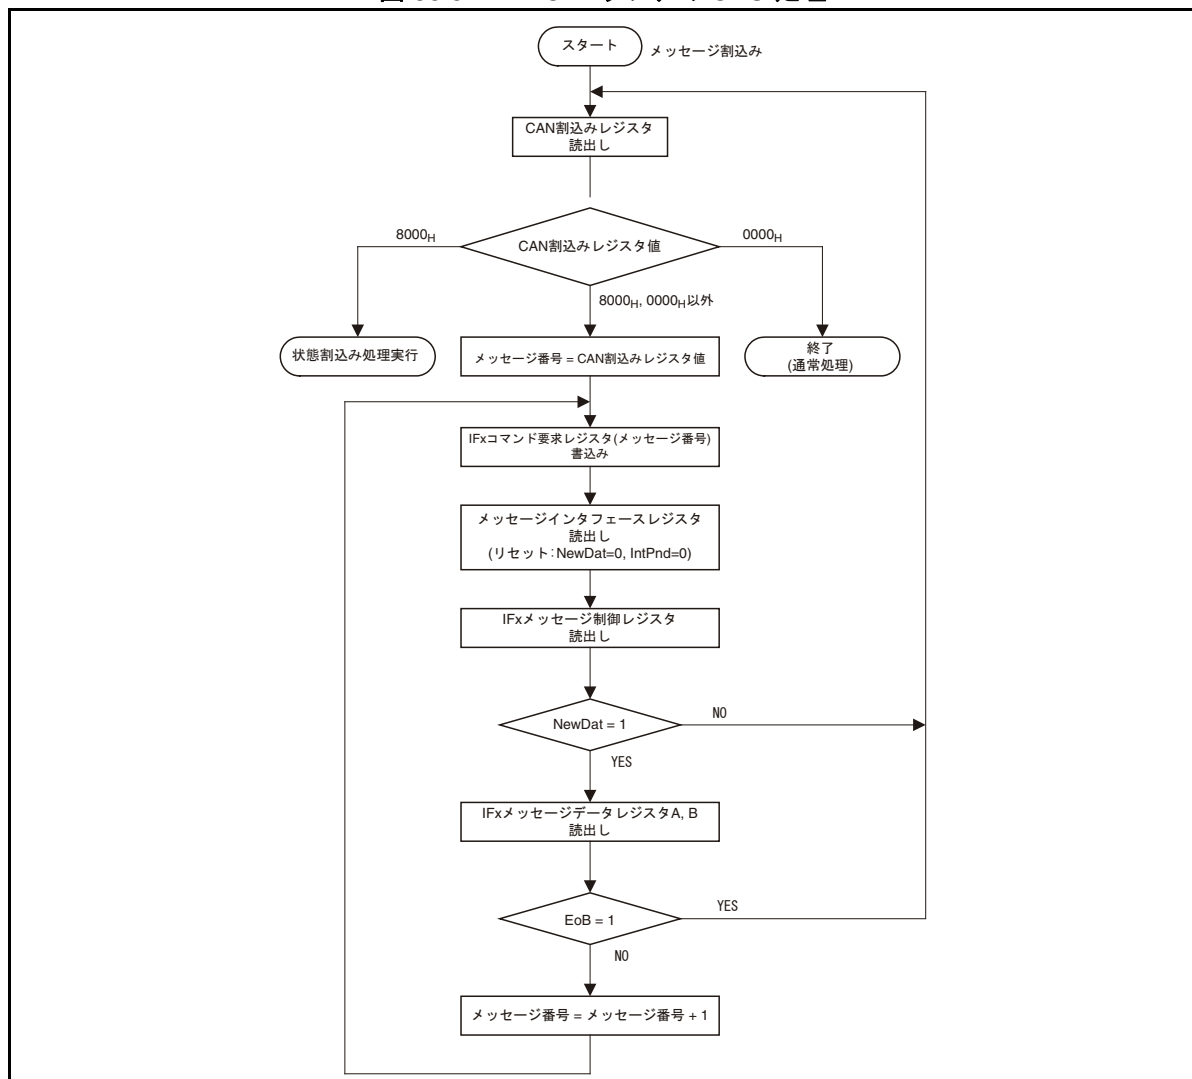 スタート
メッセージ割込み
CAN割込みレジスタ
読出し
CAN割込みレジスタ値
8000H
0000H
8000H, 0000H以外
状態割込み処理実行
メッセージ番号 = CAN割込みレジスタ値
終了
(通常処理)
IFxコマンド要求レジスタ(メッセージ番号)
書込み
メッセージインタフェースレジスタ
読出し
(リセット:NewDat=0, IntPnd=0)
IFxメッセージ制御レジスタ
読出し
NewDat = 1
NO
YES
IFxメッセージデータレジスタA, B
読出し
EoB = 1
YES
NO
メッセージ番号 = メッセージ番号 + 1